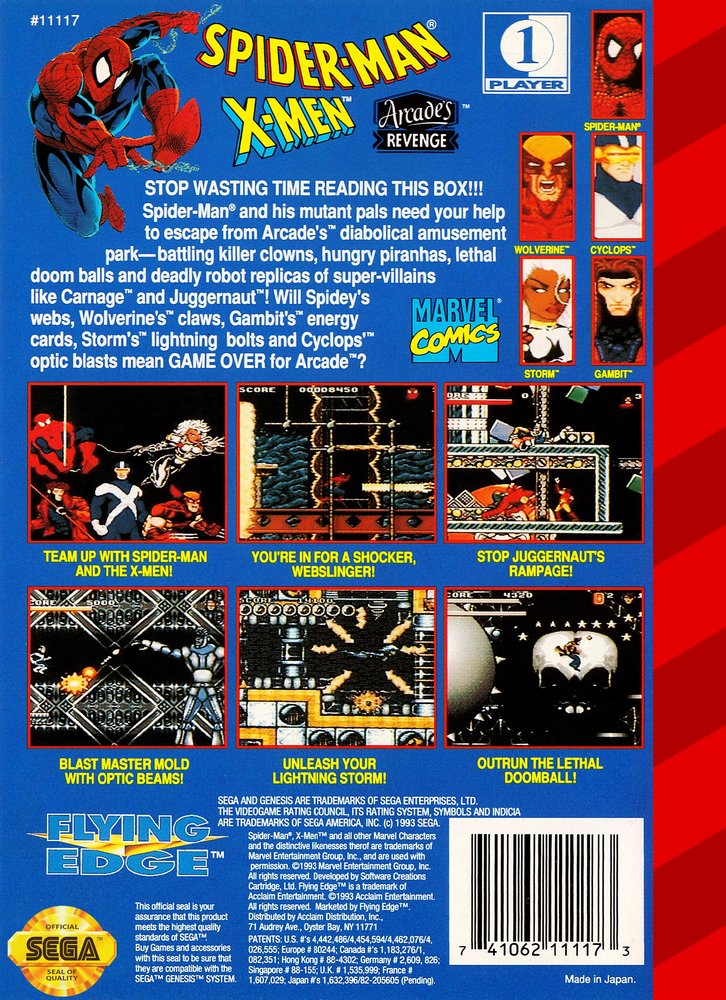 #11117
SPIDER-MAN®
X-MEN™
Arcade's™
REVENGE
1
PLAYER
SPIDER-MAN®
WOLVERINE™
CYCLOPS™
STORM™
GAMBIT™
STOP WASTING TIME READING THIS BOX!!!
Spider-Man® and his mutant pals need your help
to escape from Arcade's™ diabolical amusement
park—battling killer clowns, hungry piranhas, lethal
doom balls and deadly robot replicas of super-villains
like Carnage™ and Juggernaut™! Will Spidey's
webs, Wolverine's™ claws, Gambit's™ energy
cards, Storm's™ lightning bolts and Cyclops'™
optic blasts mean GAME OVER for Arcade™?
MARVEL®
COMICS
M
SCORE 00008450
TEAM UP WITH SPIDER-MAN
AND THE X-MEN!
YOU'RE IN FOR A SHOCKER,
WEBSLINGER!
STOP JUGGERNAUT'S
RAMPAGE!
ORE 5000
SCORE
CORE 4320 2
BLAST MASTER MOLD
WITH OPTIC BEAMS!
UNLEASH YOUR
LIGHTNING STORM!
OUTRUN THE LETHAL
DOOMBALL!
FLYING
EDGE™
SEGA AND GENESIS ARE TRADEMARKS OF SEGA ENTERPRISES, LTD.
THE VIDEOGAME RATING COUNCIL, ITS RATING SYSTEM, SYMBOLS AND INDICIA
ARE TRADEMARKS OF SEGA AMERICA, INC. (c) 1993 SEGA.
Spider-Man®, X-Men™ and all other Marvel Characters
and the distinctive likenesses therof are trademarks of
Marvel Entertainment Group, Inc., and are used with
permission. ©1993 Marvel Entertainment Group, Inc.
All rights reserved. Developed by Software Creations
Cartridge, Ltd. Flying Edge™ is a trademark of
Acclaim Entertainment. ©1993 Acclaim Entertainment.
All rights reserved. Marketed by Flying Edge™.
Distributed by Acclaim Distribution, Inc.,
71 Audrey Ave., Oyster Bay, NY 11771
PATENTS: U.S. #'s 4,442,486/4,454,594/4,462,076/4,
026,555; Europe # 80244; Canada #'s 1,183,276/1,
082,351; Hong Kong # 88-4302; Germany # 2,609, 826;
Singapore # 88-155; U.K. # 1,535,999; France #
1,607,029; Japan #'s 1,632,396/82-205605 (Pending).
OFFICIAL
SEGA™
SEAL OF
QUALITY
This official seal is your
assurance that this product
meets the highest quality
standards of SEGA™.
Buy Games and accessories
with this seal to be sure that
they are compatible with the
SEGA™ GENESIS™ SYSTEM.
7 41062 11117 3
Made in Japan.